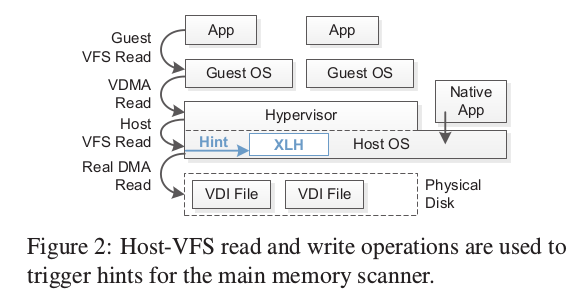 Guest
VFS Read
App
App
VDMA
Read
Guest OS
Guest OS
Host
VFS Read
Hypervisor
Native
App
Hint
XLH
Host OS
Real DMA
Read
VDI File
VDI File
Physical
Disk
Figure 2: Host-VFS read and write operations are used to
trigger hints for the main memory scanner.